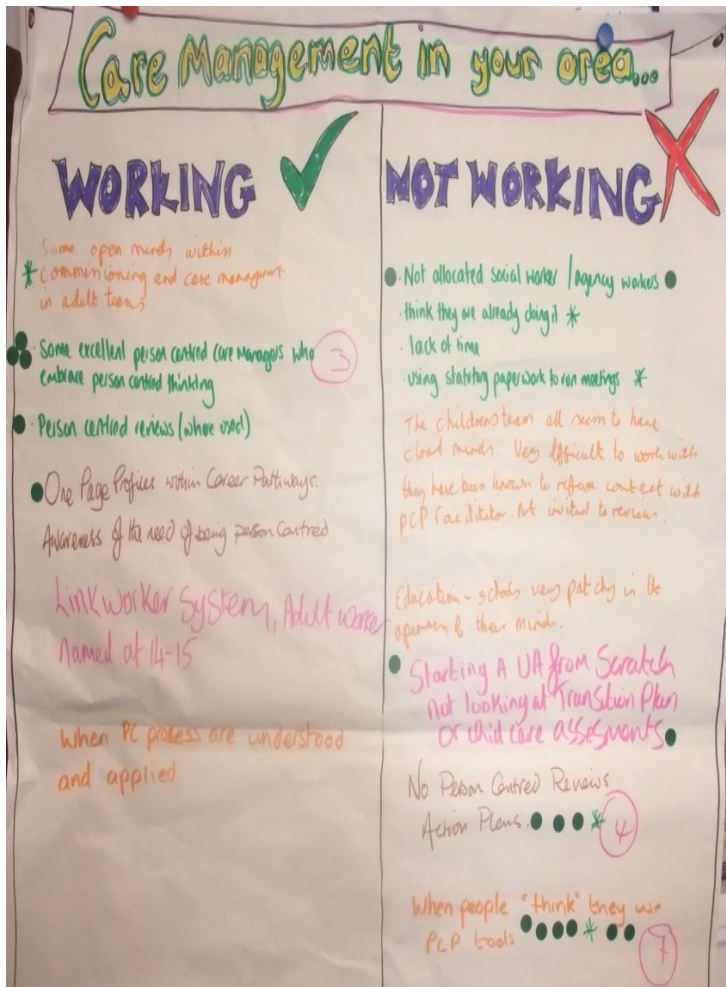 Care Management in your area...
WORKING
Some open minds within
* commissioning and care managment
in adult teams
Some excellent person centred care managers who
embrace person centred thinking
3
• Person centred reviews (where used)
One Page Profiles within Career Pathways.
Awareness of the need of being person Centred
Linkworker System, Adult worker
named at 14-15
When PC process are understood
and applied
NOT WORKING
· Not allocated social worker / agency workers
· think they are already doing it *
· lack of time
· using statutory paperwork to run meetings *
The childrens team all seem to have
closed minds. Very difficult to work with
they have been known to refuse contact with
PCP facilitator. Not invited to reviews.
Education - schools very patchy in the
openness of their minds.
Starting A UA from Scratch
not looking at Transition Plan
Or child care assesments
No Person Centred Reviews
Action Plans. *
4
When people "think" they use
PCP tools *
7